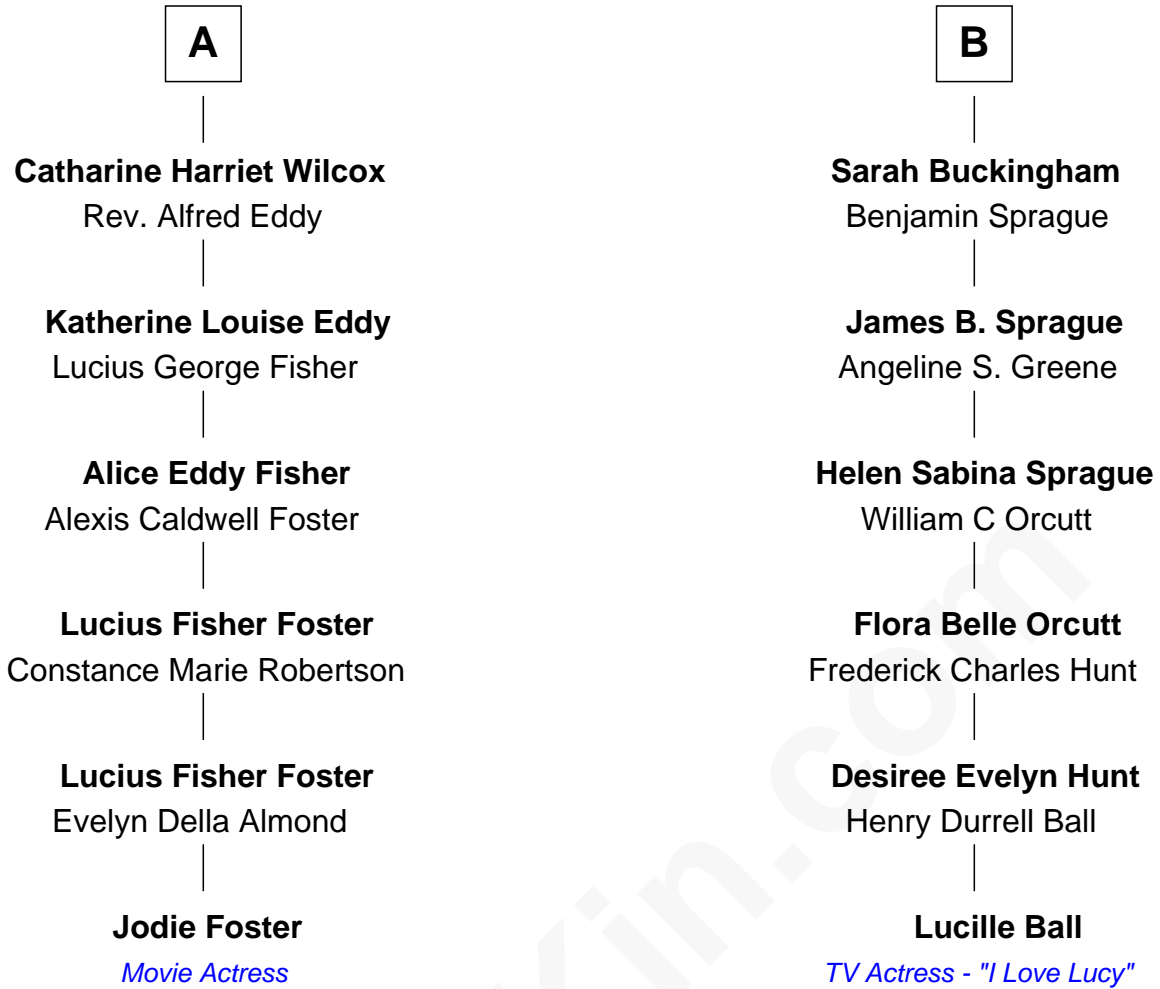 A
Catharine Harriet Wilcox
Rev. Alfred Eddy
Katherine Louise Eddy
Lucius George Fisher
Alice Eddy Fisher
Alexis Caldwell Foster
Lucius Fisher Foster
Constance Marie Robertson
Lucius Fisher Foster
Evelyn Della Almond
Jodie Foster
Movie Actress
B
Sarah Buckingham
Benjamin Sprague
James B. Sprague
Angeline S. Greene
Helen Sabina Sprague
William C Orcutt
Flora Belle Orcutt
Frederick Charles Hunt
Desiree Evelyn Hunt
Henry Durrell Ball
Lucille Ball
TV Actress - "I Love Lucy"
Kin.com